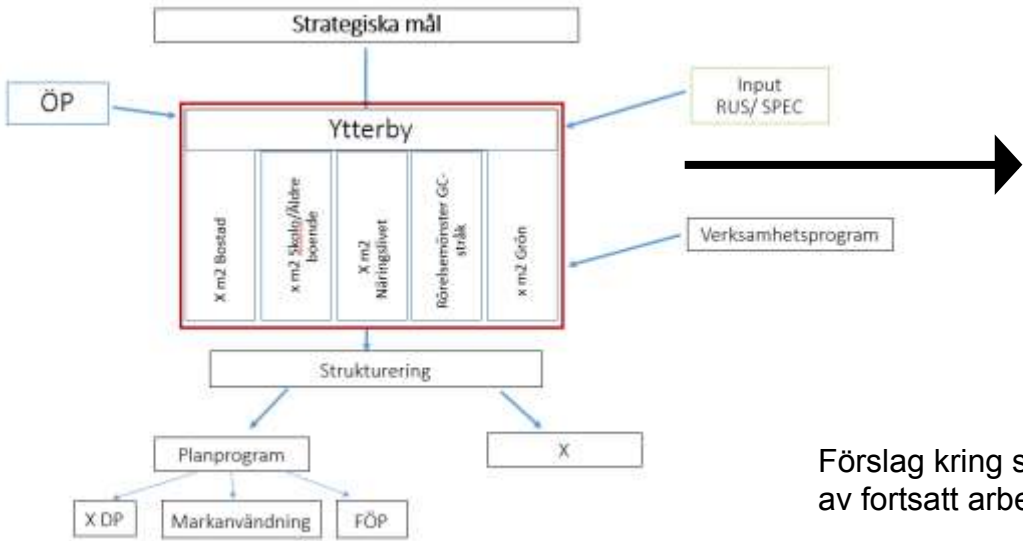 Strategiska mål
ÖP
Input
RUS/ SPEC
Ytterby
X m2 Bostad
x m2 Skolo/Äldre
boende
X m2
Näringslivet
Rörelsemönster GC-
stråk
x m2 Grön
Verksamhetsprogram
Strukturering
Planprogram
X
X DP
Markanvändning
FÖP
Förslag kring s
av fortsatt arbe